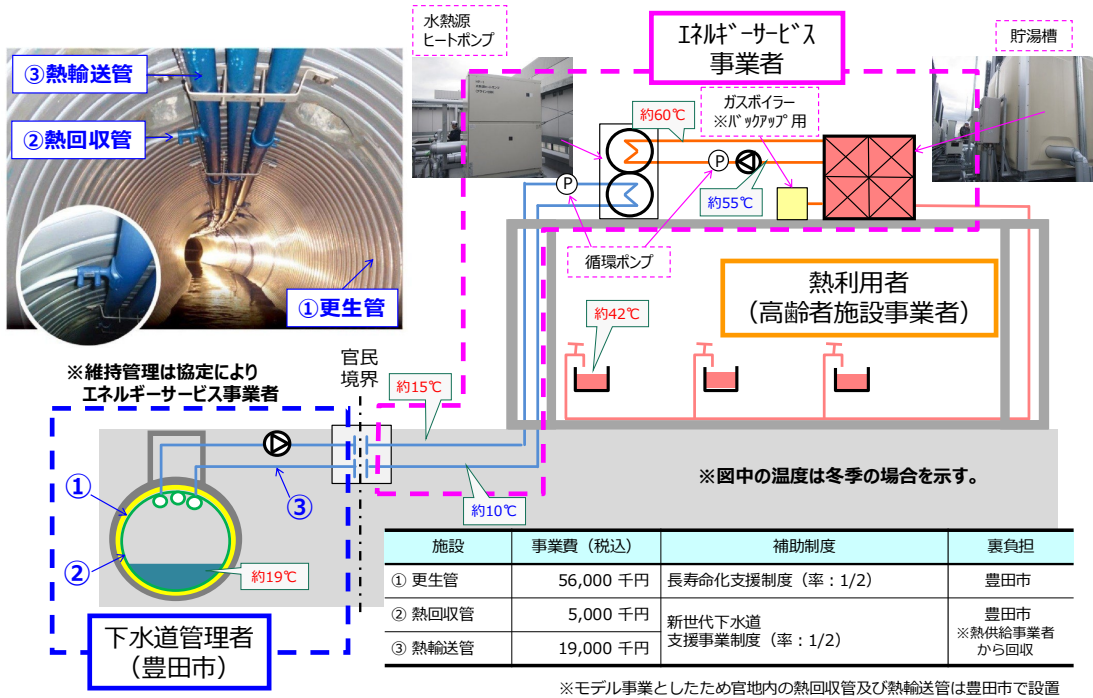 ③熱輸送管
②熱回収管
①更生管
水熱源
ヒートポンプ
エネルギーサービス
事業者
貯湯槽
約60℃
ガスボイラー
※バックアップ用
P
P
約55℃
循環ポンプ
熱利用者
(高齢者施設事業者)
約42℃
※維持管理は協定により
エネルギーサービス事業者
官民
境界
約15℃
約10℃
①
②
③
約19℃
下水道管理者
(豊田市)
※図中の温度は冬季の場合を示す。
施設 事業費(税込) 補助制度 裏負担
① 更生管 56,000 千円 長寿命化支援制度(率:1/2) 豊田市
② 熱回収管 5,000 千円 新世代下水道
支援事業制度(率:1/2) 豊田市
※熱供給事業者
から回収
③ 熱輸送管 19,000 千円
※モデル事業としたため官地内の熱回収管及び熱輸送管は豊田市で設置